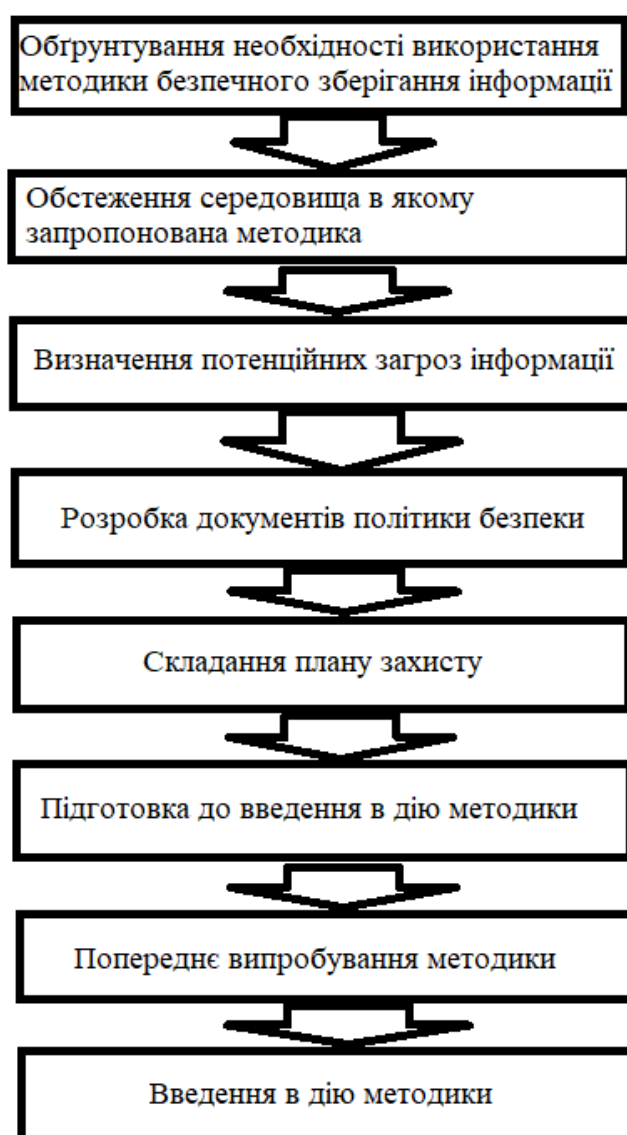 Обґрунтування необхідності використання
методики безпечного зберігання інформації
Обстеження середовища в якому
запропонована методика
Визначення потенційних загроз інформації
Розробка документів політики безпеки
Складання плану захисту
Підготовка до введення в дію методики
Попереднє випробування методики
Введення в дію методики